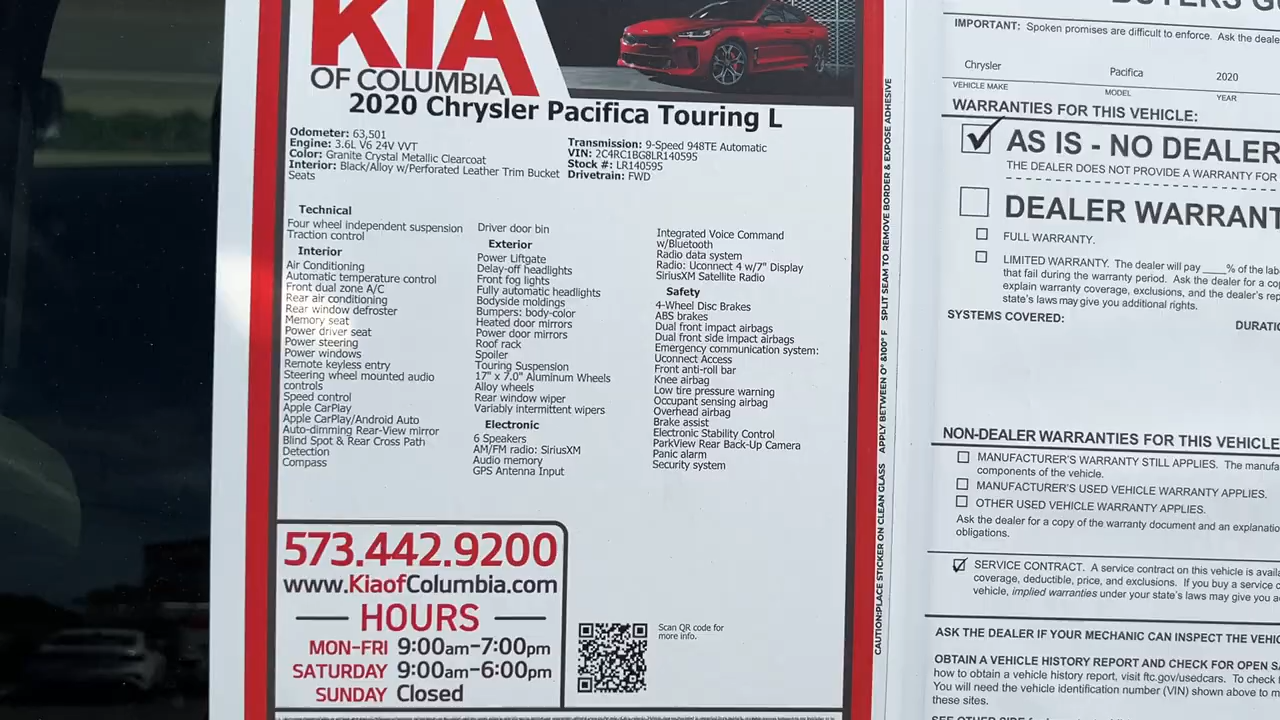 KIA
OF COLUMBIA
2020 Chrysler Pacifica Touring L
Odometer: 63,501
Engine: 3.6L V6 24V VVT
Color: Granite Crystal Metallic Clearcoat
Interior: Black/Alloy w/Perforated Leather Trim Bucket
Seats
Transmission: 9-Speed 948TE Automatic
VIN: 2C4RC1BG8LR140595
Stock #: LR140595
Drivetrain: FWD
Technical
Four wheel independent suspension
Traction control
Interior
Air Conditioning
Automatic temperature control
Front dual zone A/C
Rear air conditioning
Rear window defroster
Memory seat
Power driver seat
Power steering
Power windows
Remote keyless entry
Steering wheel mounted audio
controls
Speed control
Apple CarPlay
Apple CarPlay/Android Auto
Auto-dimming Rear-View mirror
Blind Spot & Rear Cross Path
Detection
Compass
Driver door bin
Exterior
Power Liftgate
Delay-off headlights
Front fog lights
Fully automatic headlights
Bodyside moldings
Bumpers: body-color
Heated door mirrors
Power door mirrors
Roof rack
Spoiler
Touring Suspension
17" x 7.0" Aluminum Wheels
Alloy wheels
Rear window wiper
Variably intermittent wipers
Electronic
6 Speakers
AM/FM radio: SiriusXM
Audio memory
GPS Antenna Input
Integrated Voice Command
w/Bluetooth
Radio data system
Radio: Uconnect 4 w/7" Display
SiriusXM Satellite Radio
Safety
4-Wheel Disc Brakes
ABS brakes
Dual front impact airbags
Dual front side impact airbags
Emergency communication system:
Uconnect Access
Front anti-roll bar
Knee airbag
Low tire pressure warning
Occupant sensing airbag
Overhead airbag
Brake assist
Electronic Stability Control
ParkView Rear Back-Up Camera
Panic alarm
Security system
573.442.9200
www.KiaofColumbia.com
HOURS
MON-FRI 9:00am-7:00pm
SATURDAY 9:00am-6:00pm
SUNDAY Closed
Scan QR code for
more info.
CAUTION:PLACE STICKER ON CLEAN GLASS APPLY BETWEEN 0° &100° F SPLIT SEAM TO REMOVE BORDER & EXPOSE ADHESIVE
BUYERS
IMPORTANT: Spoken promises are difficult to enforce. Ask the
Chrysler Pacifica 2020
VEHICLE MAKE MODEL YEAR
WARRANTIES FOR THIS VEHICLE:
AS IS - NO DEALER
THE DEALER DOES NOT PROVIDE A WARRANTY FOR
DEALER
FULL WARRANTY.
LIMITED WARRANTY. The dealer will pay ____% of the
that fail during the warranty period. Ask the dealer for a
explain warranty coverage, exclusions, and the dealer's
state's laws may give you additional rights.
SYSTEMS COVERED:
NON-DEALER WARRANTIES FOR THIS VEHICLE
MANUFACTURER'S WARRANTY STILL APPLIES. The
components of the vehicle.
MANUFACTURER'S USED VEHICLE WARRANTY APPLIES.
OTHER USED VEHICLE WARRANTY APPLIES.
Ask the dealer for a copy of the warranty document and an
obligations.
SERVICE CONTRACT. A service contract on this vehicle is
coverage, deductible, price, and exclusions. If you buy a service
vehicle, implied warranties under your state's laws may give you
ASK THE DEALER IF YOUR MECHANIC CAN INSPECT THE
OBTAIN A VEHICLE HISTORY REPORT AND CHECK FOR OPEN
how to obtain a vehicle history report, visit ftc.gov/usedcars. To check
You will need the vehicle identification number (VIN) shown above to
these sites.